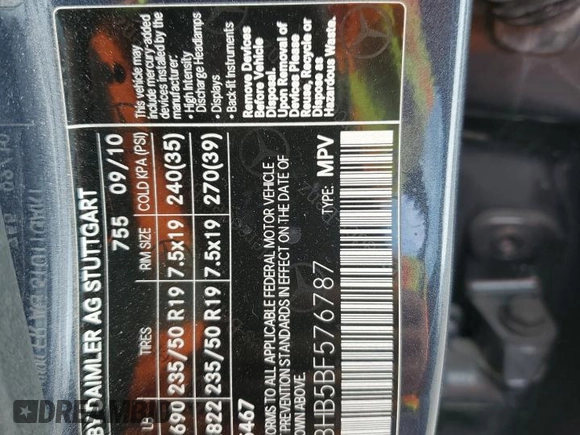 This vehicle may
include mercury-added
devices installed by the
manufacturer:
• High Intensity
Discharge Headlamps
• Displays
• Back-lit Instruments
Remove Devices
Before Vehicle
Disposal.
Upon Removal of
Devices Please
Reuse, Recycle or
Dispose as
Hazardous Waste.
BY DAIMLER AG STUTTGART
755 09/10
LB TIRES RIM SIZE COLD KPA (PSI)
690 235/50 R19 7.5x19 240(35)
822 235/50 R19 7.5x19 270(39)
5467
FORMS TO ALL APPLICABLE FEDERAL MOTOR VEHICLE
PREVENTION STANDARDS IN EFFECT ON THE DATE OF
OWN ABOVE.
TYPE: MPV
8HB5BF576787
DEALERSHIP